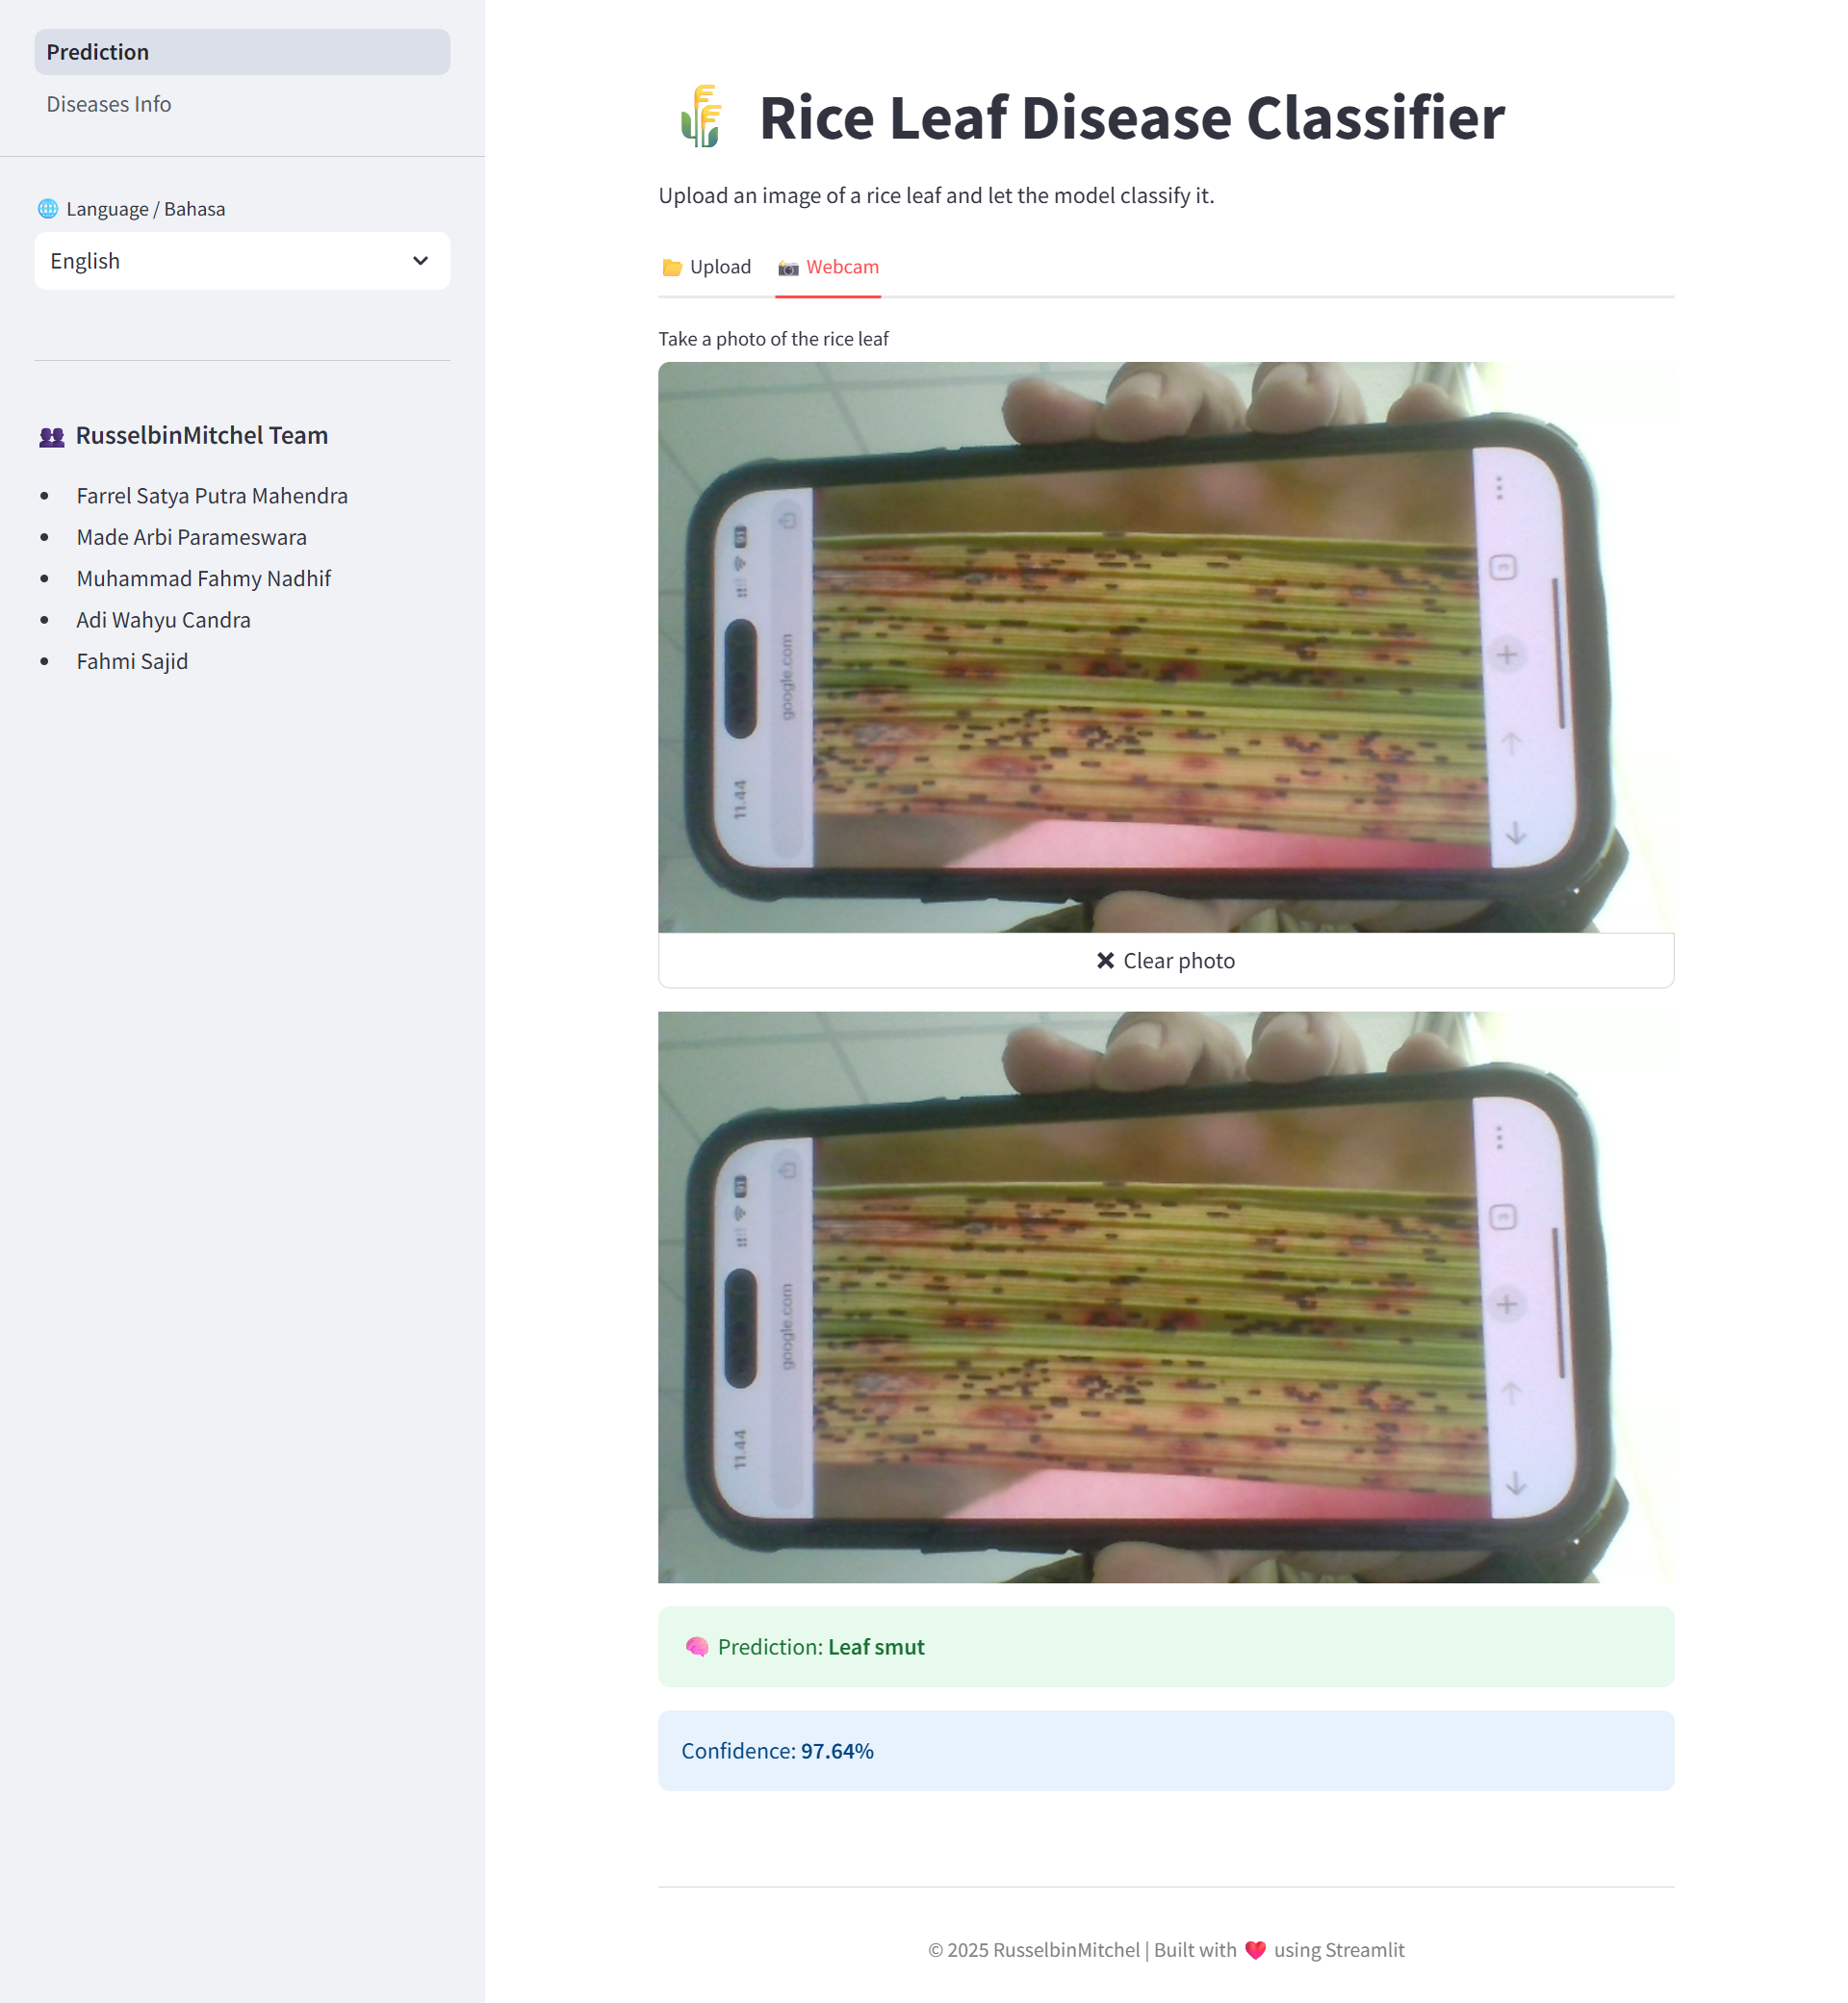 Prediction
Diseases Info
Language / Bahasa
English
RusselbinMitchel Team
Farrel Satya Putra Mahendra
Made Arbi Parameswara
Muhammad Fahmy Nadhif
Adi Wahyu Candra
Fahmi Sajid
Rice Leaf Disease Classifier
Upload an image of a rice leaf and let the model classify it.
Upload
Webcam
Take a photo of the rice leaf
11.44
google.com
Clear photo
11.44
google.com
Prediction: Leaf smut
Confidence: 97.64%
© 2025 RusselbinMitchel | Built with ❤️ using Streamlit